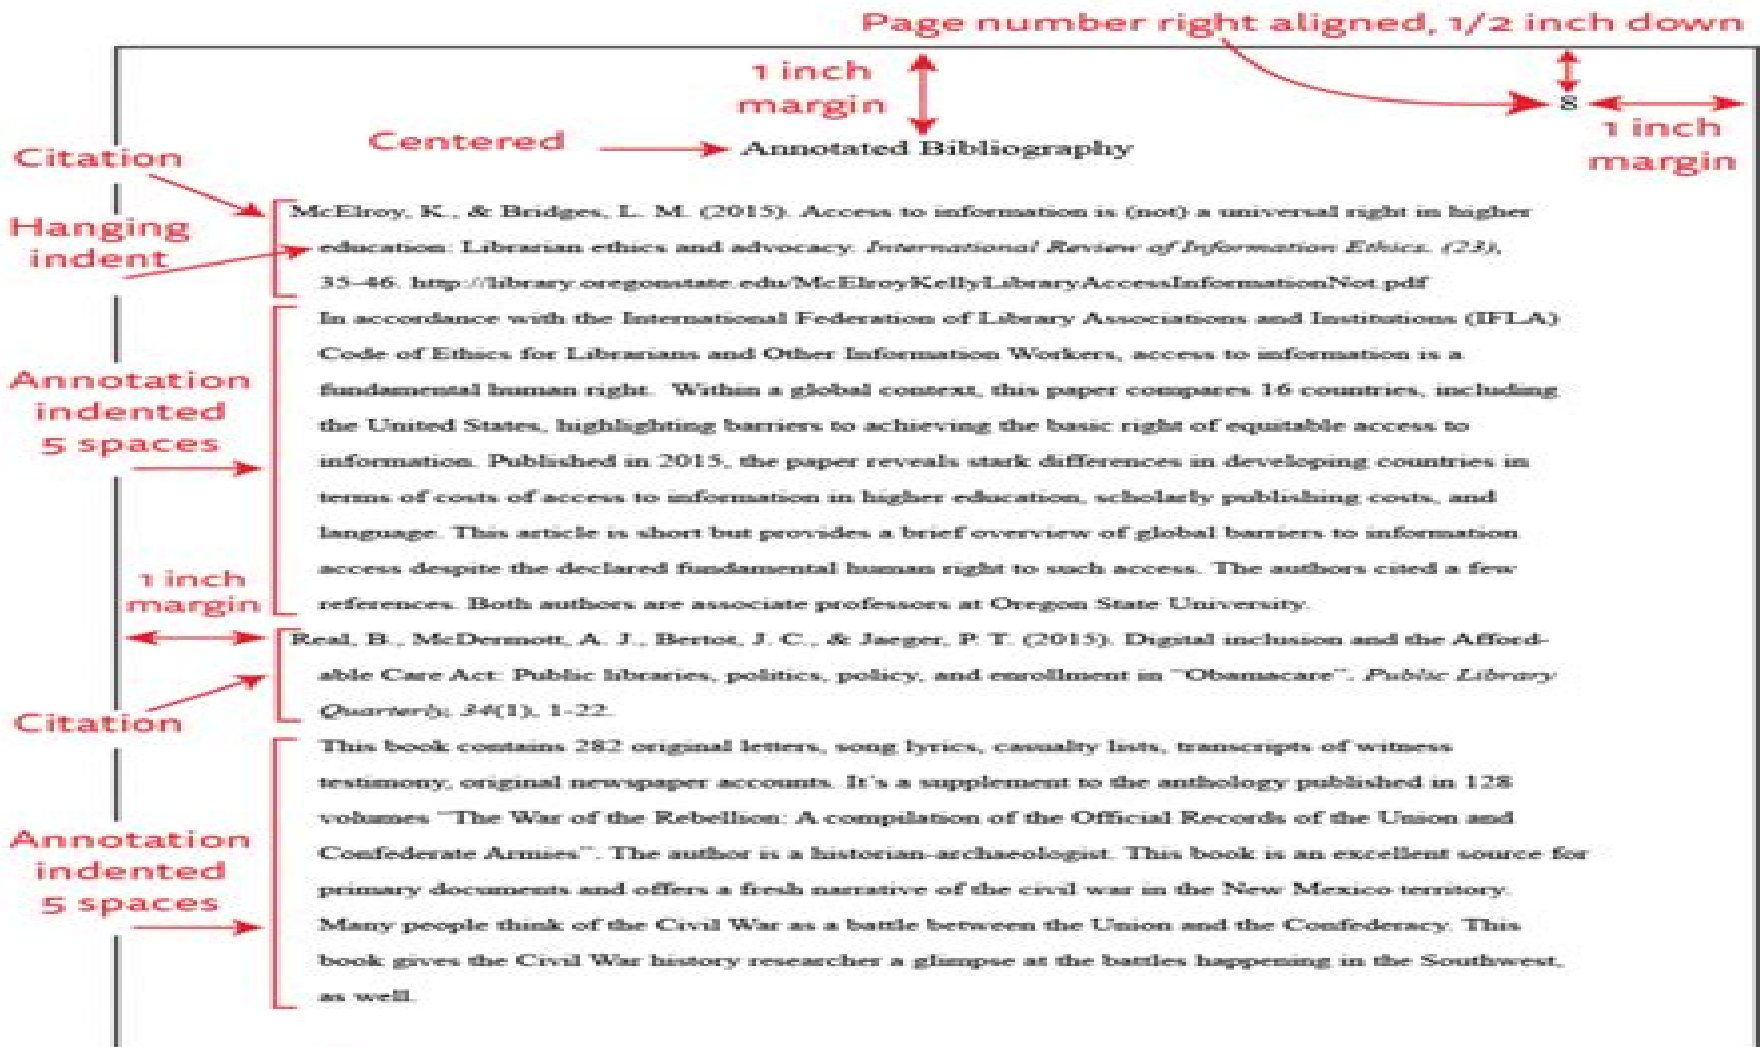 Page number right aligned, 1/2 inch down
1 inch
margin
8
1 inch
margin
Centered
Annotated Bibliography
Citation
Hanging
indent
McElroy, K., & Bridges, L. M. (2015). Access to information is (not) a universal right in higher
education: Librarian ethics and advocacy. International Review of Information Ethics. (23),
35-46. http://library.oregonstate.edu/McElroyKellyLibraryAccessInformationNot.pdf
Annotation
indented
5 spaces
In accordance with the International Federation of Library Associations and Institutions (IFLA)
Code of Ethics for Librarians and Other Information Workers, access to information is a
fundamental human right. Within a global context, this paper compares 16 countries, including
the United States, highlighting barriers to achieving the basic right of equitable access to
information. Published in 2015, the paper reveals stark differences in developing countries in
terms of costs of access to information in higher education, scholarly publishing costs, and
language. This article is short but provides a brief overview of global barriers to information
access despite the declared fundamental human right to such access. The authors cited a few
references. Both authors are associate professors at Oregon State University.
1 inch
margin
Citation
Real, B., McDermott, A. J., Bertot, J. C., & Jaeger, P. T. (2015). Digital inclusion and the Afford-
able Care Act: Public libraries, politics, policy, and enrollment in "Obamacare". Public Library
Quarterly, 34(1), 1-22.
Annotation
indented
5 spaces
This book contains 282 original letters, song lyrics, casualty lists, transcripts of witness
testimony, original newspaper accounts. It's a supplement to the anthology published in 128
volumes "The War of the Rebellion: A compilation of the Official Records of the Union and
Confederate Armies". The author is a historian-archaeologist. This book is an excellent source for
primary documents and offers a fresh narrative of the civil war in the New Mexico territory.
Many people think of the Civil War as a battle between the Union and the Confederacy. This
book gives the Civil War history researcher a glimpse at the battles happening in the Southwest,
as well.